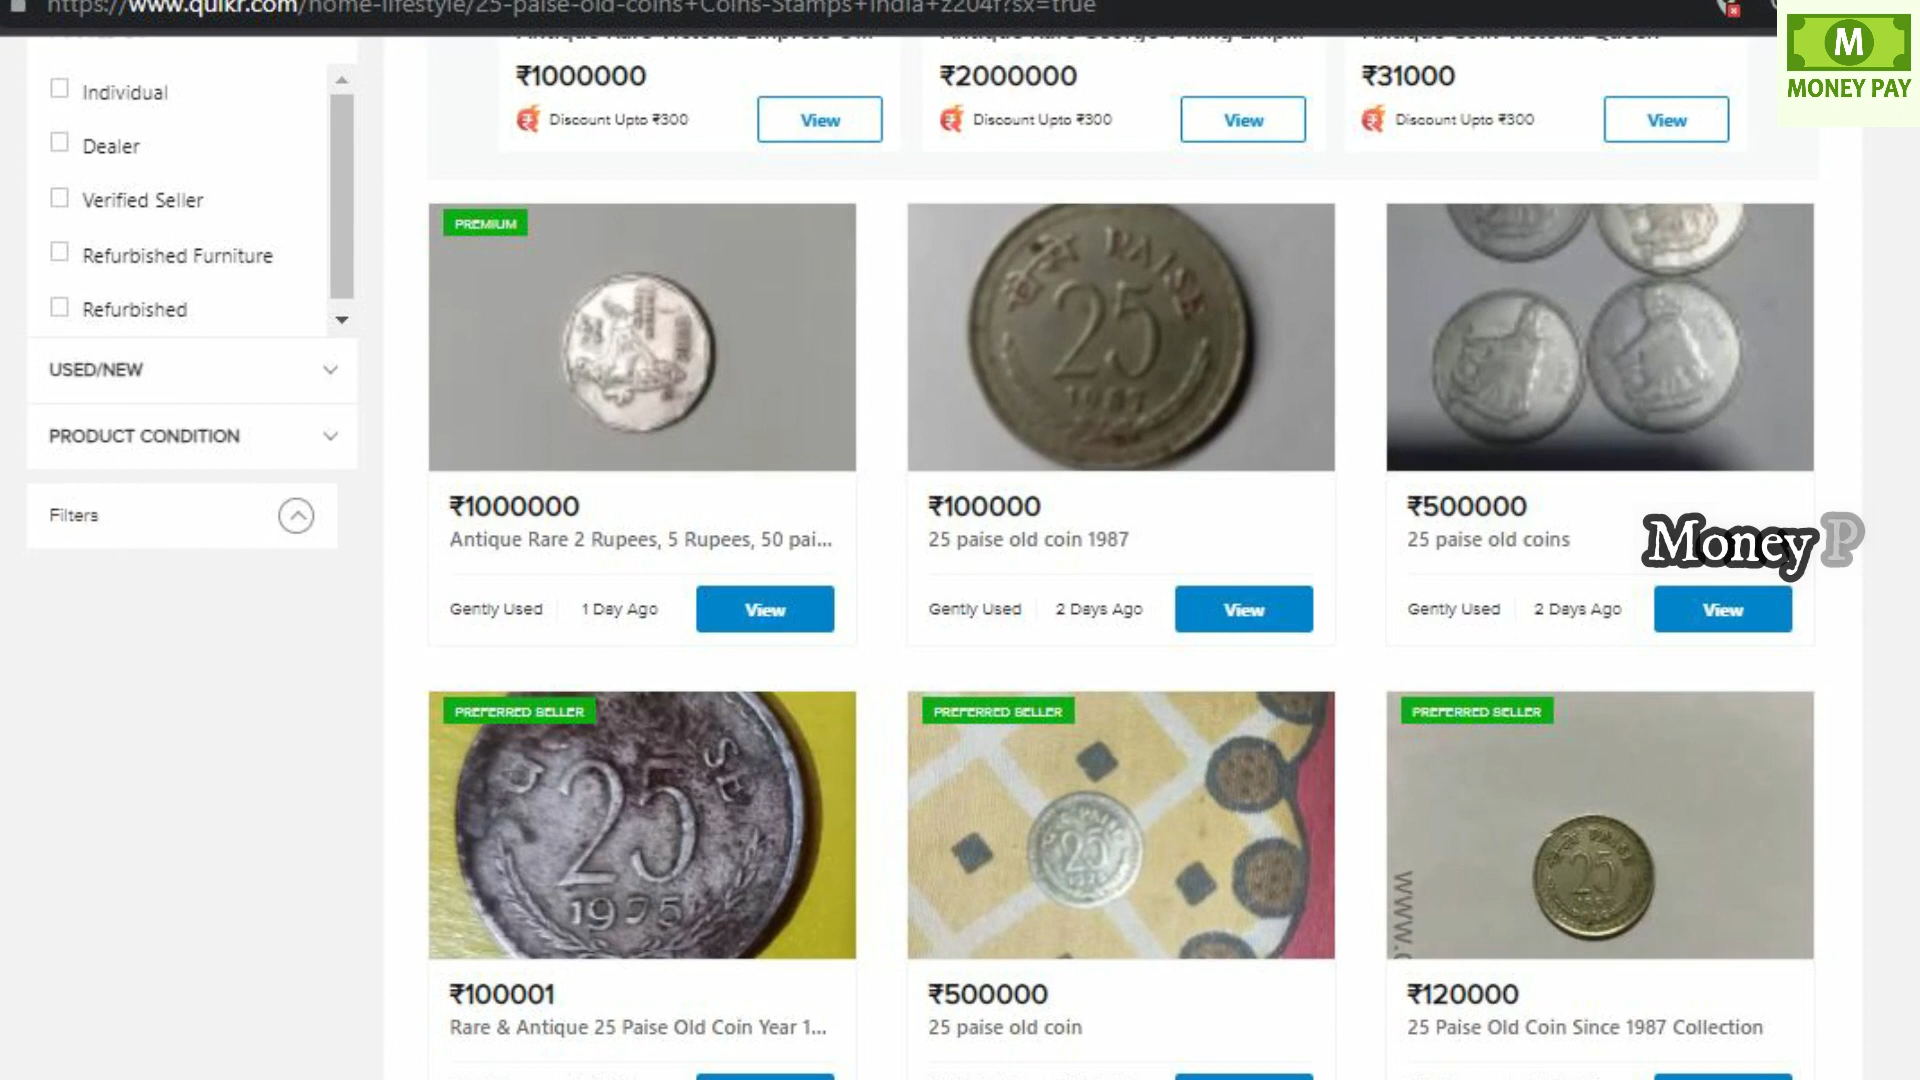 https://www.quikr.com/home-lifestyle/25-paise-old-coins+Coins-Stamps+India+z204f?sx=true
M
MONEY PAY
Individual
Dealer
Verified Seller
Refurbished Furniture
Refurbished
USED/NEW
PRODUCT CONDITION
Filters
₹1000000
Discount Upto ₹300
View
₹2000000
Discount Upto ₹300
View
₹31000
Discount Upto ₹300
View
PREMIUM
₹1000000
Antique Rare 2 Rupees, 5 Rupees, 50 pai...
Gently Used
1 Day Ago
View
पैसे PAISE
25
1987
₹100000
25 paise old coin 1987
Gently Used
2 Days Ago
View
₹500000
25 paise old coins
Money P
Gently Used
2 Days Ago
View
PREFERRED SELLER
SE
25
1975
₹100001
Rare & Antique 25 Paise Old Coin Year 1...
PREFERRED SELLER
25
₹500000
25 paise old coin
PREFERRED SELLER
25
www.
₹120000
25 Paise Old Coin Since 1987 Collection